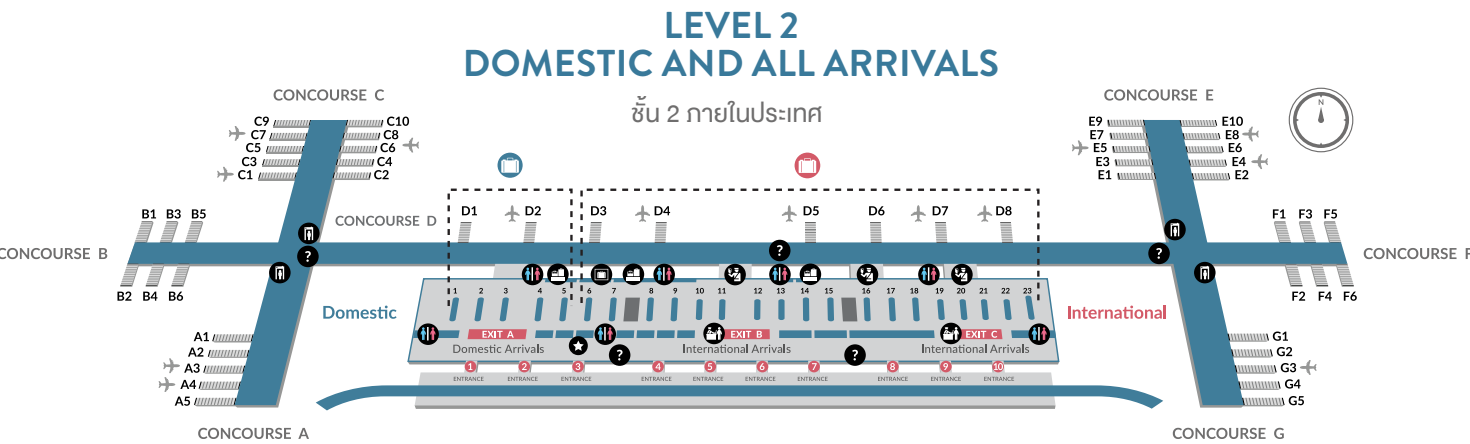 LEVEL 2
DOMESTIC AND ALL ARRIVALS
ชั้น 2 ภายในประเทศ
CONCOURSE C
CONCOURSE E
N
C9 C10
C7 C8
C5 C6
C3 C4
C1 C2
E9 E10
E7 E8
E5 E6
E3 E4
E1 E2
B1 B3 B5
CONCOURSE D
D1 D2 D3 D4 D5 D6 D7 D8
F1 F3 F5
CONCOURSE B
?
?
?
CONCOURSE F
B2 B4 B6
F2 F4 F6
1 2 3 4 5 6 7 8 9 10 11 12 13 14 15 16 17 18 19 20 21 22 23
Domestic
International
EXIT A
EXIT B
EXIT C
Domestic Arrivals
International Arrivals
International Arrivals
?
?
1 2 3 4 5 6 7 8 9 10
ENTRANCE ENTRANCE ENTRANCE ENTRANCE ENTRANCE ENTRANCE ENTRANCE ENTRANCE ENTRANCE ENTRANCE
A1
A2
A3
A4
A5
G1
G2
G3
G4
G5
CONCOURSE A
CONCOURSE G